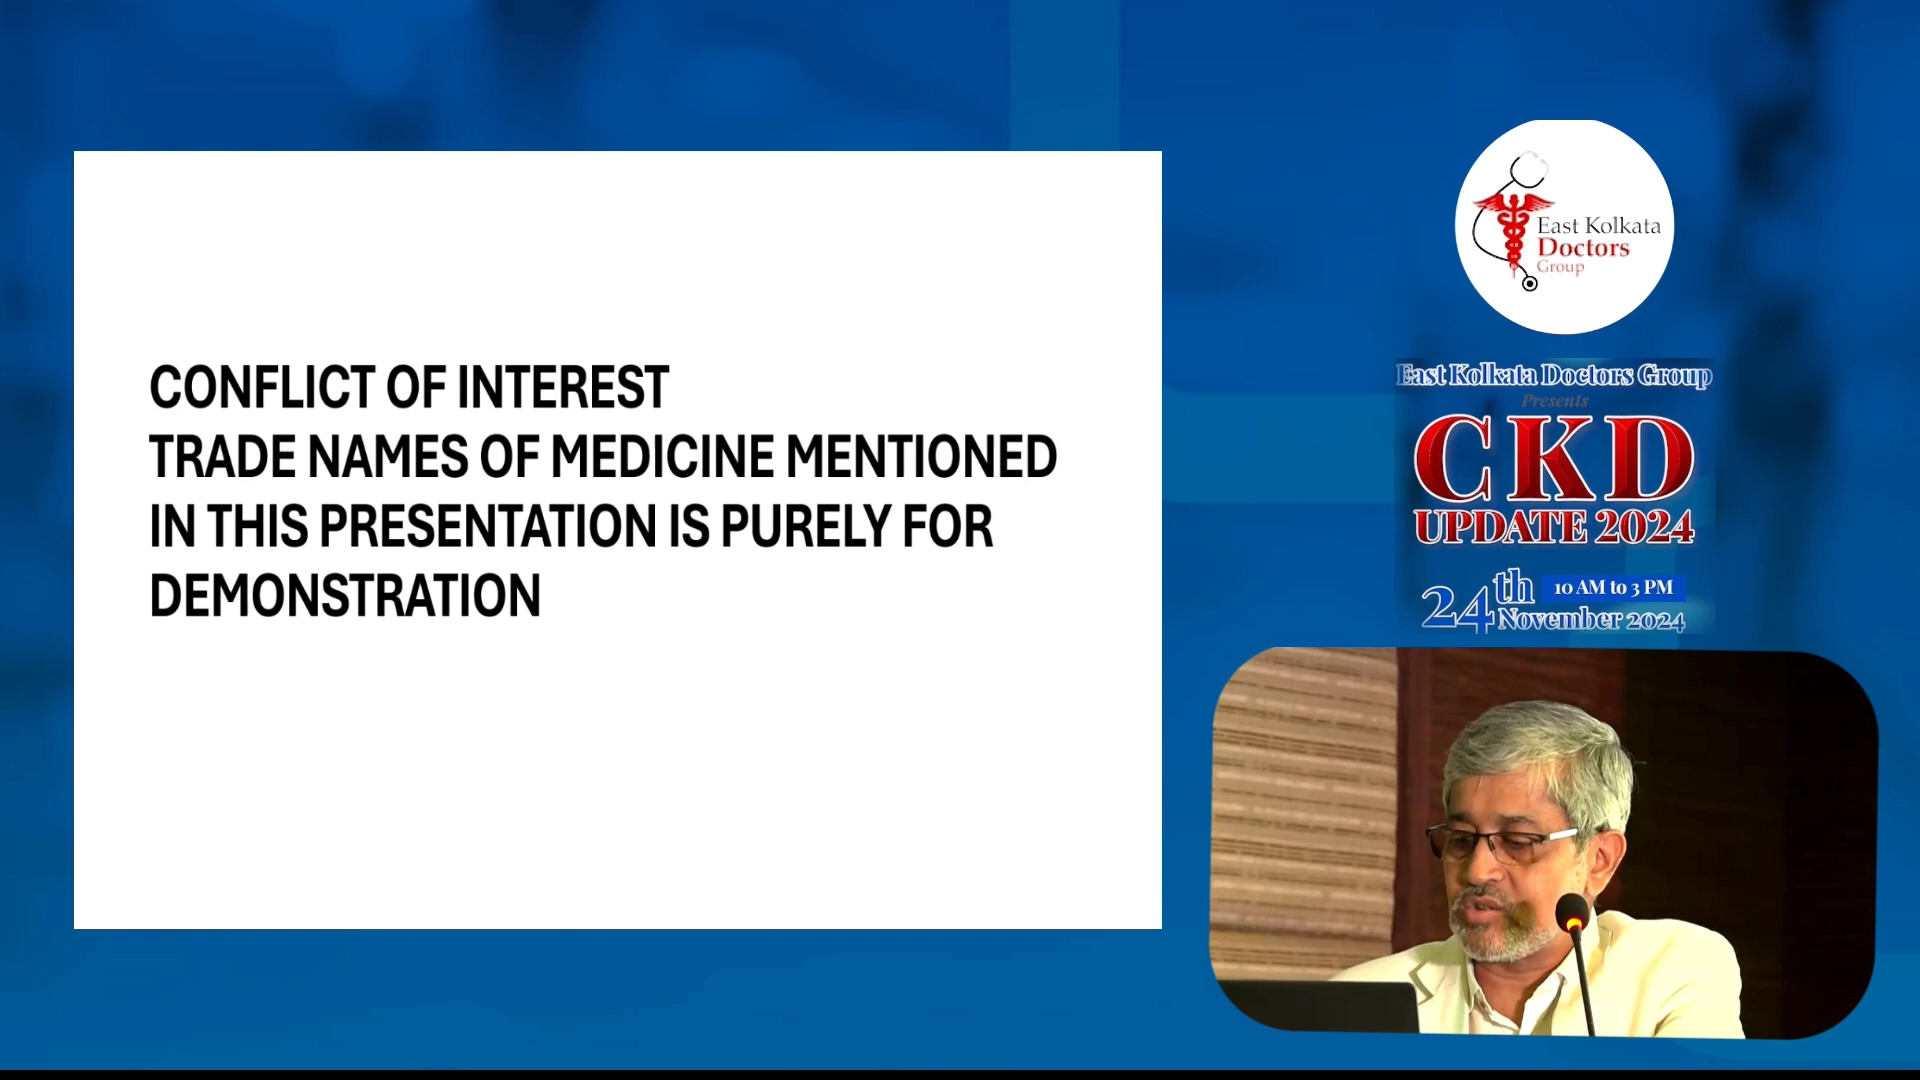 CONFLICT OF INTEREST
TRADE NAMES OF MEDICINE MENTIONED
IN THIS PRESENTATION IS PURELY FOR
DEMONSTRATION
East Kolkata
Doctors
Group
East Kolkata Doctors Group
Presents
CKD
UPDATE 2024
24th
10 AM to 3 PM
November 2024